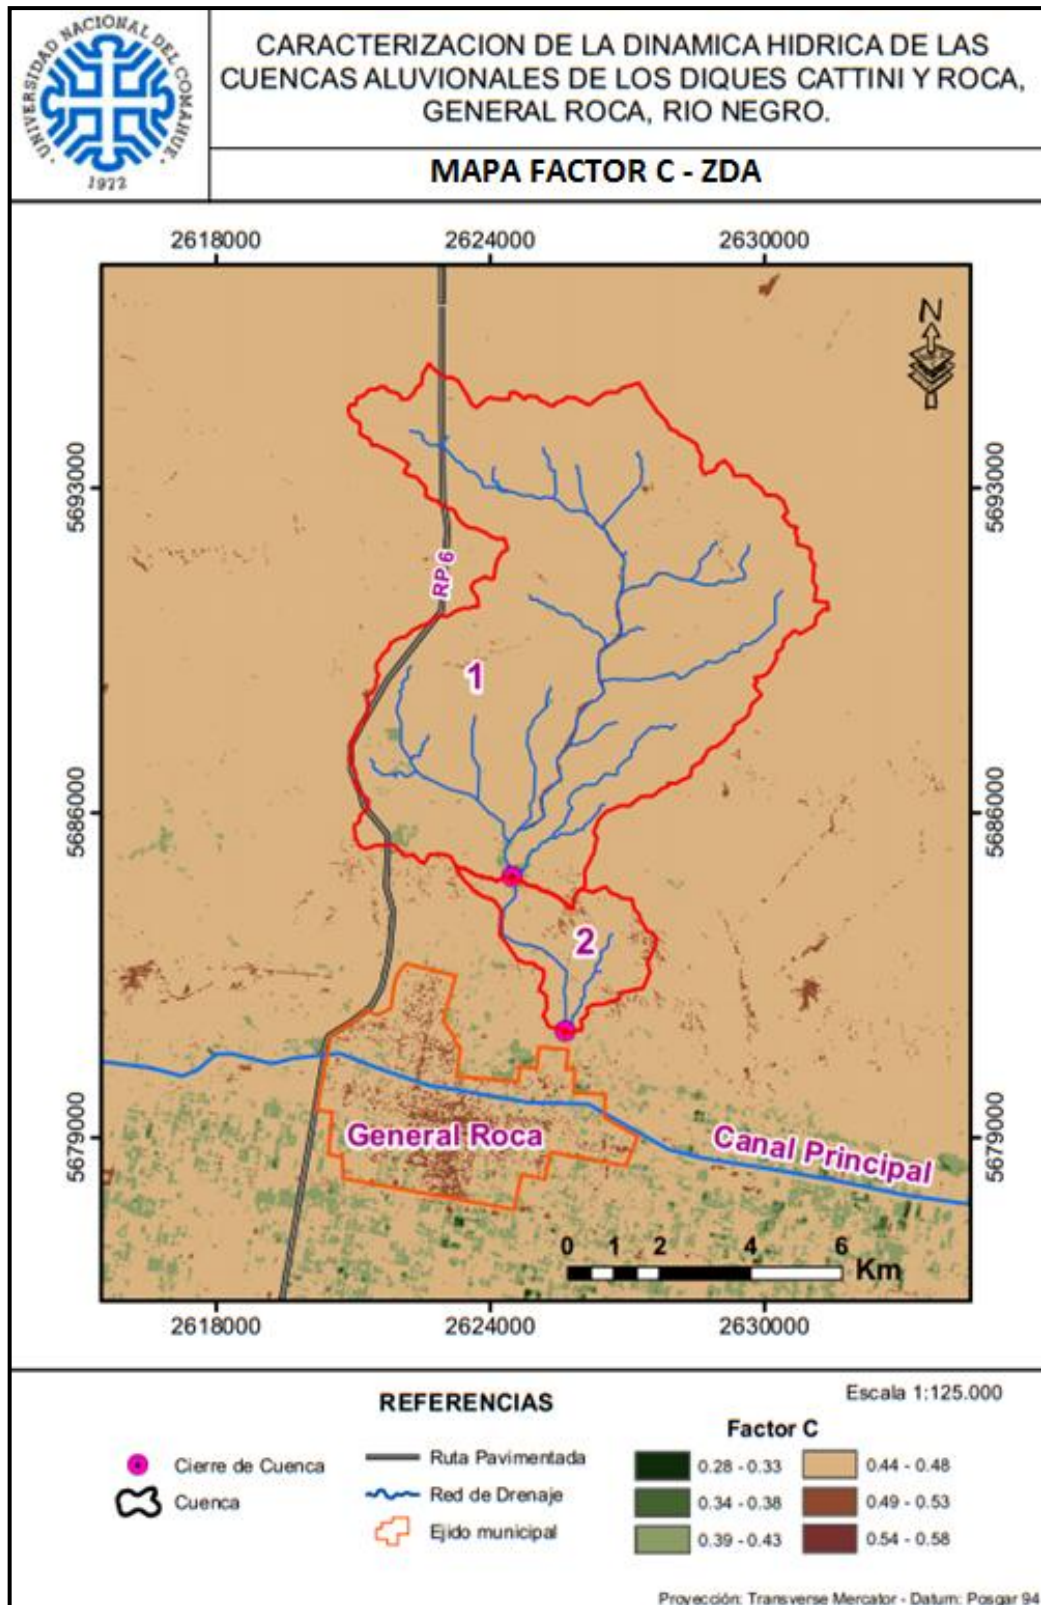 UNIVERSIDAD NACIONAL DEL COMAHUE
1972
CARACTERIZACION DE LA DINAMICA HIDRICA DE LAS
CUENCAS ALUVIONALES DE LOS DIQUES CATTINI Y ROCA,
GENERAL ROCA, RIO NEGRO.
MAPA FACTOR C - ZDA
2618000 2624000 2630000
N
5693000 5693000
RP 6
1
5686000 5686000
2
5679000 5679000
General Roca
Canal Principal
0 1 2 4 6
Km
2618000 2624000 2630000
REFERENCIAS
Escala 1:125.000
Cierre de Cuenca
Cuenca
Ruta Pavimentada
Red de Drenaje
Ejido municipal
Factor C
0.28 - 0.33
0.34 - 0.38
0.39 - 0.43
0.44 - 0.48
0.49 - 0.53
0.54 - 0.58
Proyección: Transverse Mercator - Datum: Posgar 94